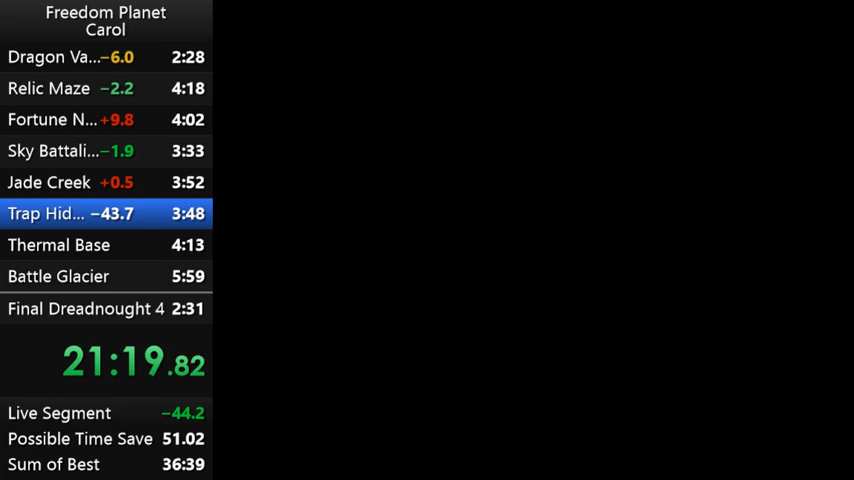 Freedom Planet
Carol
Dragon Va...−6.0 2:28
Relic Maze −2.2 4:18
Fortune N... +9.8 4:02
Sky Battali...−1.9 3:33
Jade Creek +0.5 3:52
Trap Hid... −43.7 3:48
Thermal Base 4:13
Battle Glacier 5:59
Final Dreadnought 4 2:31
21:19.82
Live Segment −44.2
Possible Time Save 51.02
Sum of Best 36:39